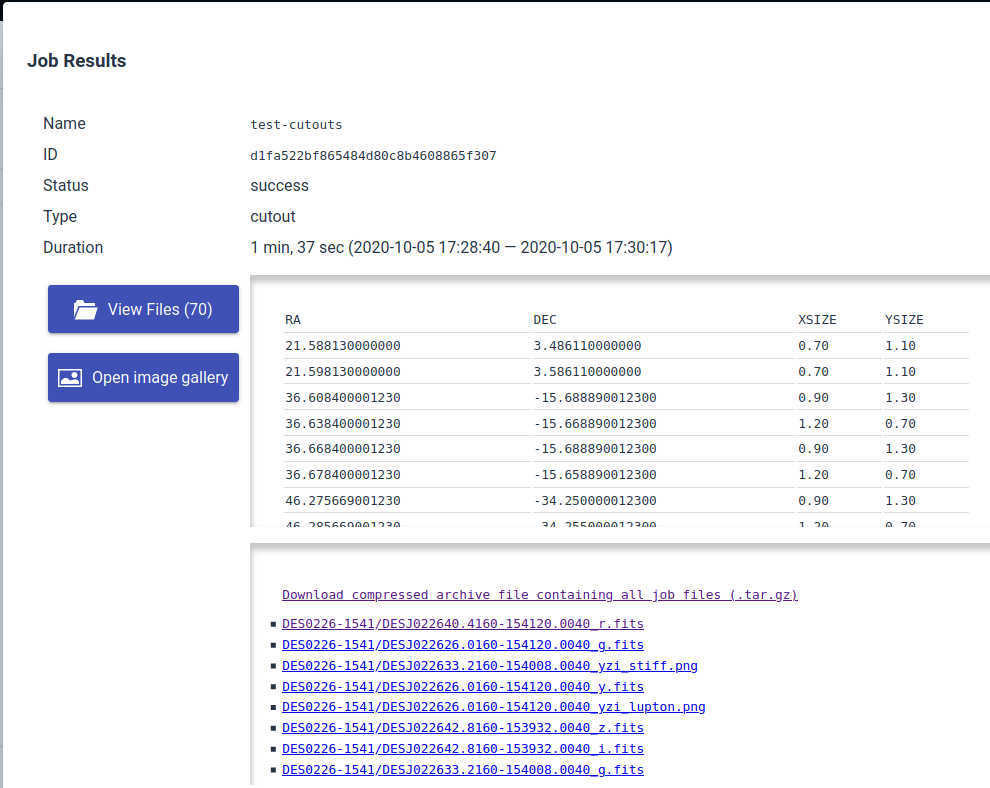 Job Results
Name test-cutouts
ID d1fa522bf865484d80c8b4608865f307
Status success
Type cutout
Duration 1 min, 37 sec (2020-10-05 17:28:40 — 2020-10-05 17:30:17)
View Files (70)
Open image gallery
RA DEC XSIZE YSIZE
21.588130000000 3.486110000000 0.70 1.10
21.598130000000 3.586110000000 0.70 1.10
36.608400001230 -15.688890012300 0.90 1.30
36.638400001230 -15.668890012300 1.20 0.70
36.668400001230 -15.688890012300 0.90 1.30
36.678400001230 -15.658890012300 1.20 0.70
46.275669001230 -34.250000012300 0.90 1.30
46.285669001230 -34.255000012300 1.20 0.70
Download compressed archive file containing all job files (.tar.gz)
DES0226-1541/DESJ022640.4160-154120.0040_r.fits
DES0226-1541/DESJ022626.0160-154120.0040_g.fits
DES0226-1541/DESJ022633.2160-154008.0040_yzi_stiff.png
DES0226-1541/DESJ022626.0160-154120.0040_y.fits
DES0226-1541/DESJ022626.0160-154120.0040_yzi_lupton.png
DES0226-1541/DESJ022642.8160-153932.0040_z.fits
DES0226-1541/DESJ022642.8160-153932.0040_i.fits
DES0226-1541/DESJ022633.2160-154008.0040_g.fits